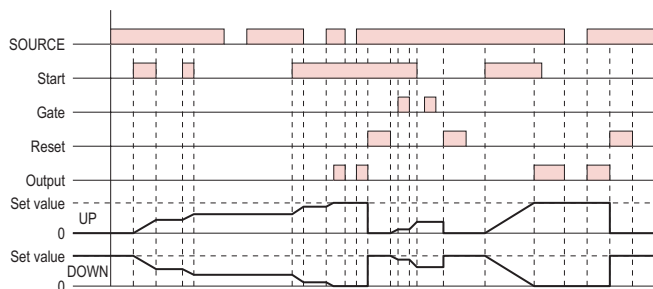 SOURCE
Start
Gate
Reset
Output
Set value
UP
0
Set value
DOWN
0